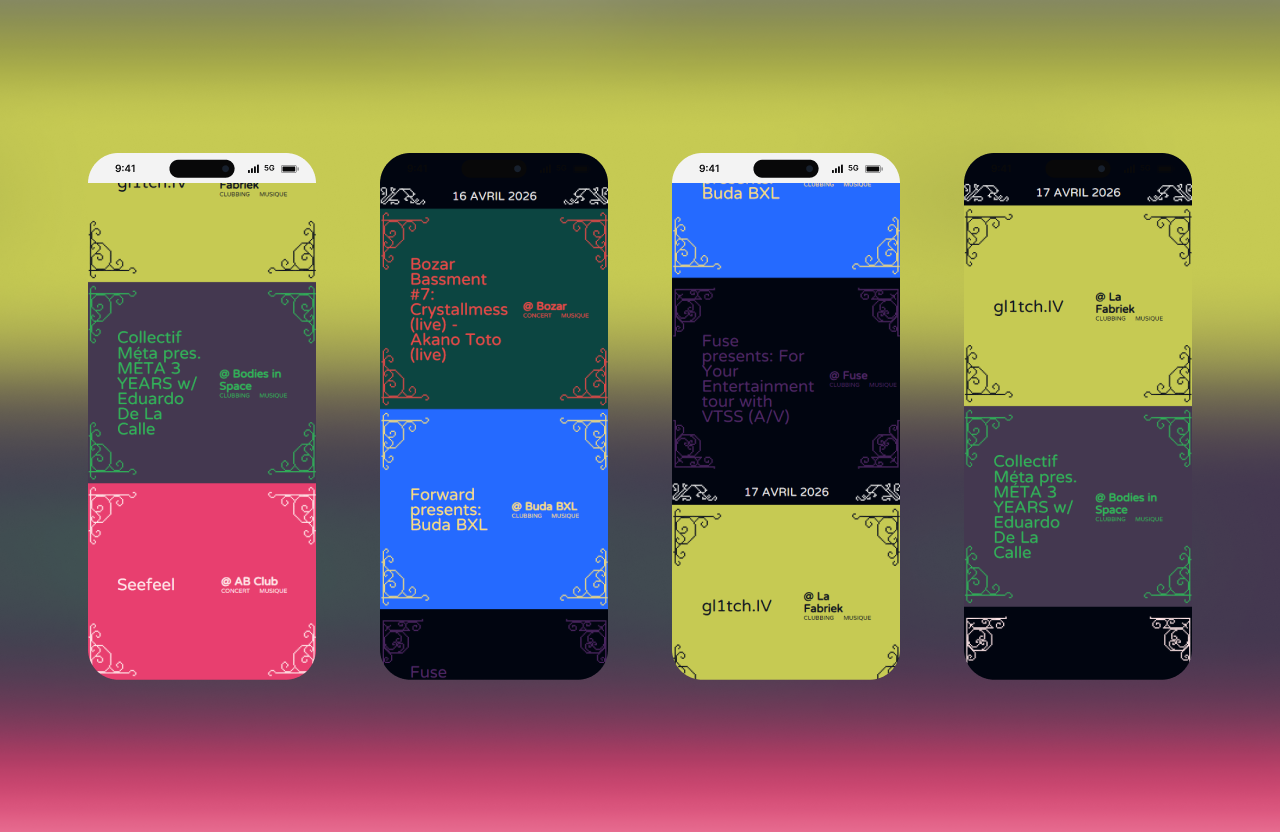 9:41
5G
gl1tch.IV
Fabriek
CLUBBING MUSIQUE
Collectif
Méta pres.
MÉTA 3
YEARS w/
Eduardo
De La
Calle
@ Bodies in
Space
CLUBBING MUSIQUE
Seefeel
@ AB Club
CONCERT MUSIQUE
16 AVRIL 2026
Bozar
Bassment
#7:
Crystallmess
(live) -
Akano Toto
(live)
@ Bozar
CONCERT MUSIQUE
Forward
presents:
Buda BXL
@ Buda BXL
CLUBBING MUSIQUE
Fuse
9:41
5G
presents:
Buda BXL
CLUBBING MUSIQUE
Fuse
presents: For
Your
Entertainment
tour with
VTSS (A/V)
@ Fuse
CLUBBING MUSIQUE
17 AVRIL 2026
gl1tch.IV
@ La
Fabriek
CLUBBING MUSIQUE
17 AVRIL 2026
gl1tch.IV
@ La
Fabriek
CLUBBING MUSIQUE
Collectif
Méta pres.
MÉTA 3
YEARS w/
Eduardo
De La
Calle
@ Bodies in
Space
CLUBBING MUSIQUE